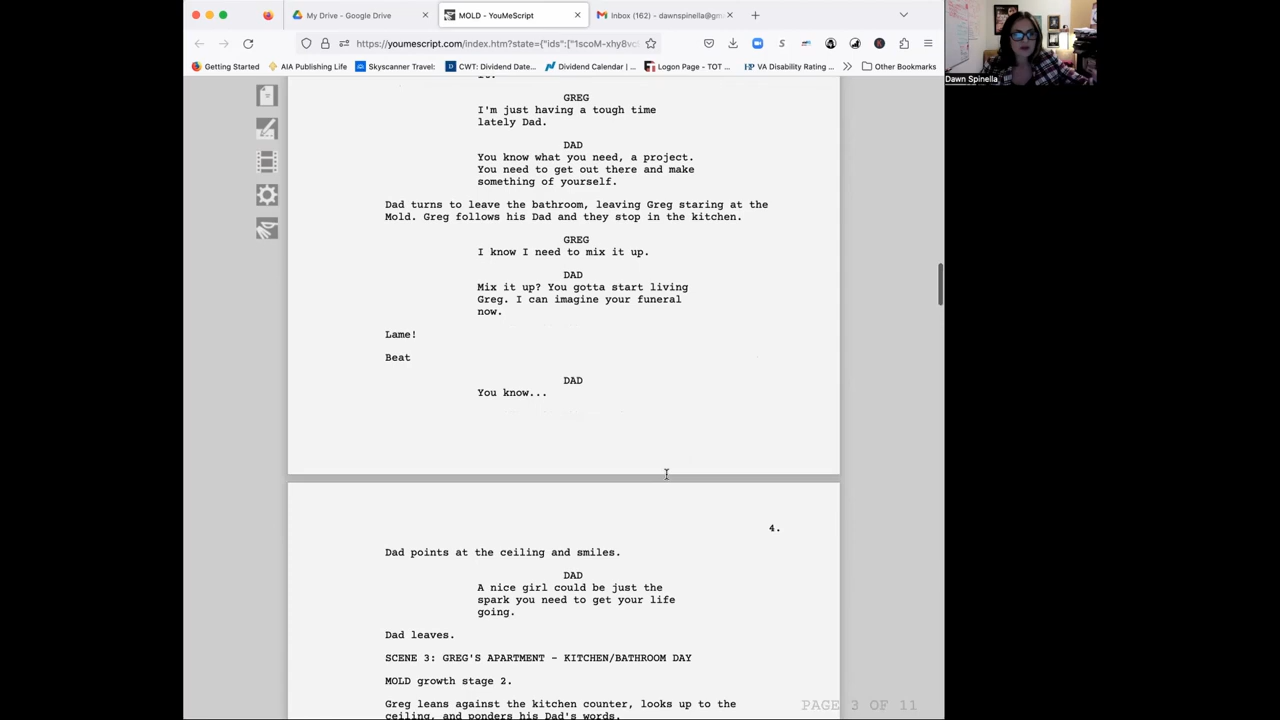 My Drive - Google Drive
MOLD - YouMeScript
Inbox (162) - dawnspinella@gm
https://youmescript.com/index.htm?state={"ids":["1scoM-xhy8vc
Getting Started
AIA Publishing Life
Skyscanner Travel:
CWT: Dividend Date...
Dividend Calendar | ...
Logon Page - TOT ...
VA Disability Rating ...
Other Bookmarks
Dawn Spinella
GREG
I'm just having a tough time
lately Dad.
DAD
You know what you need, a project.
You need to get out there and make
something of yourself.
Dad turns to leave the bathroom, leaving Greg staring at the
Mold. Greg follows his Dad and they stop in the kitchen.
GREG
I know I need to mix it up.
DAD
Mix it up? You gotta start living
Greg. I can imagine your funeral
now.
Lame!
Beat
DAD
You know...
4.
Dad points at the ceiling and smiles.
DAD
A nice girl could be just the
spark you need to get your life
going.
Dad leaves.
SCENE 3: GREG'S APARTMENT - KITCHEN/BATHROOM DAY
MOLD growth stage 2.
Greg leans against the kitchen counter, looks up to the
ceiling, and ponders his Dad's words.
PAGE 3 OF 11